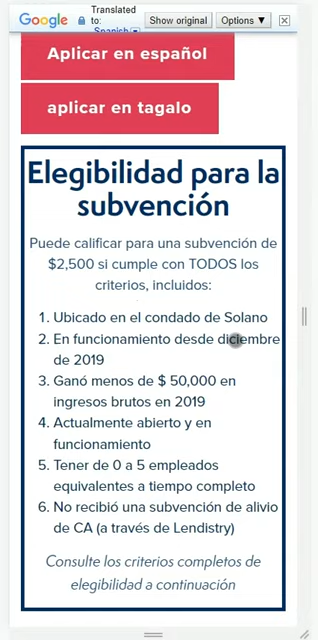 Google
Translated
to:
Spanish
Show original
Options ▼
Aplicar en español
aplicar en tagalo
Elegibilidad para la
subvención
Puede calificar para una subvención de
$2,500 si cumple con TODOS los
criterios, incluidos:
1. Ubicado en el condado de Solano
2. En funcionamiento desde diciembre
de 2019
3. Ganó menos de $ 50,000 en
ingresos brutos en 2019
4. Actualmente abierto y en
funcionamiento
5. Tener de 0 a 5 empleados
equivalentes a tiempo completo
6. No recibió una subvención de alivio
de CA (a través de Lendistry)
Consulte los criterios completos de
elegibilidad a continuación